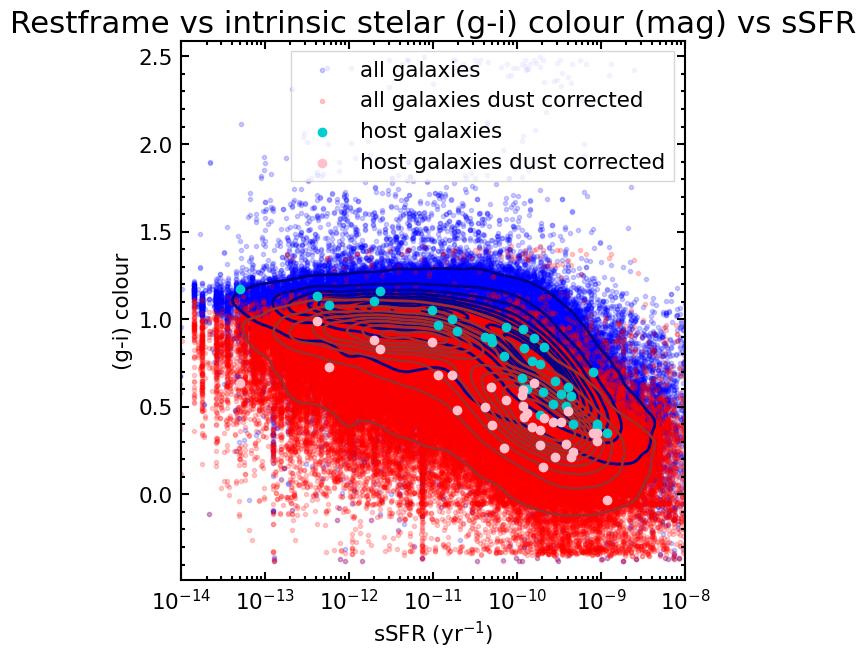 Restframe vs intrinsic stelar (g-i) colour (mag) vs sSFR
all galaxies
all galaxies dust corrected
host galaxies
host galaxies dust corrected
2.5
2.0
1.5
1.0
0.5
0.0
(g-i) colour
10⁻¹⁴ 10⁻¹³ 10⁻¹² 10⁻¹¹ 10⁻¹⁰ 10⁻⁹ 10⁻⁸
sSFR (yr⁻¹)